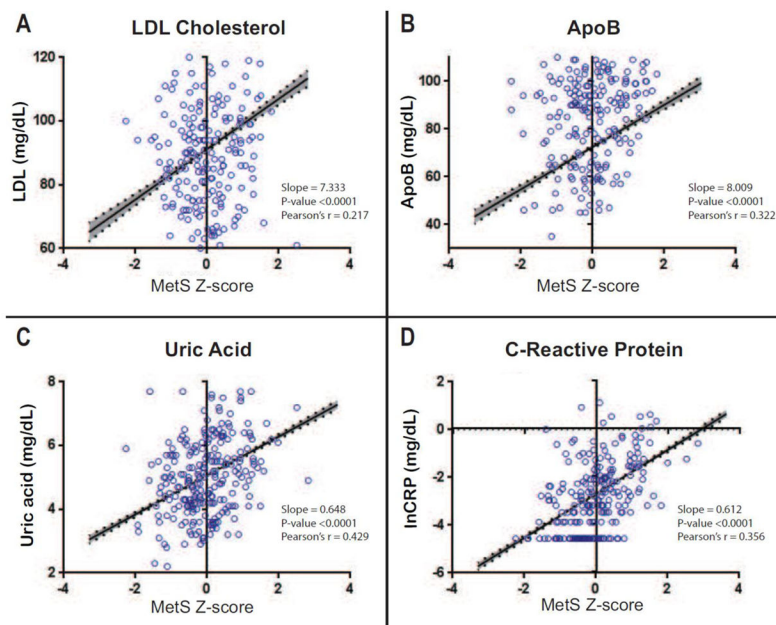 A
LDL Cholesterol
LDL (mg/dL)
120
100
80
60
-4
-2
0
2
4
MetS Z-score
Slope = 7.333
P-value <0.0001
Pearson's r = 0.217
B
ApoB
ApoB (mg/dL)
100
80
60
40
-4
-2
0
2
4
MetS Z-score
Slope = 8.009
P-value <0.0001
Pearson's r = 0.322
C
Uric Acid
Uric acid (mg/dL)
8
6
4
2
-4
-2
0
2
4
MetS Z-score
Slope = 0.648
P-value <0.0001
Pearson's r = 0.429
D
C-Reactive Protein
lnCRP (mg/dL)
2
0
-2
-4
-6
-4
-2
0
2
4
MetS Z-score
Slope = 0.612
P-value <0.0001
Pearson's r = 0.356